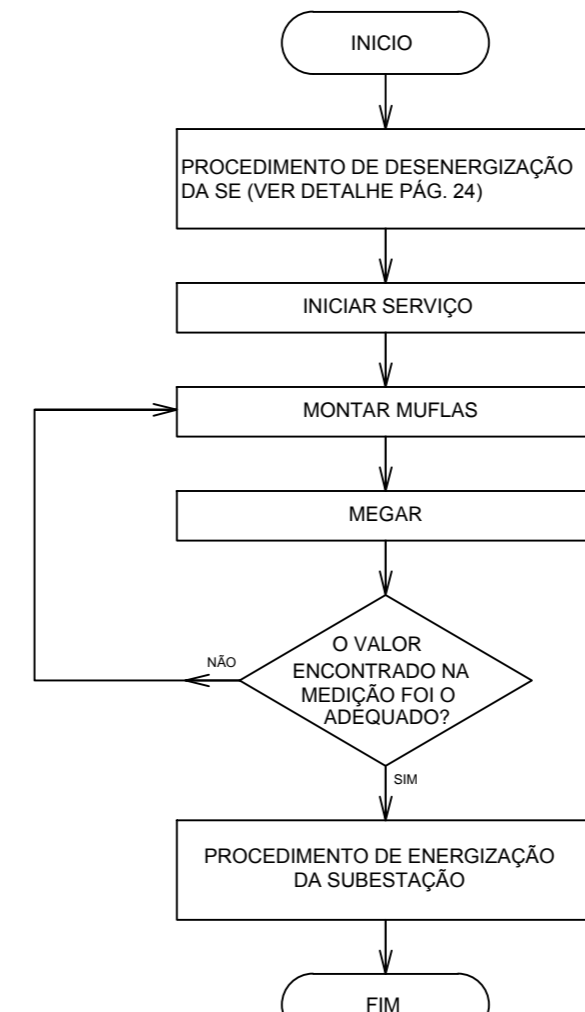 INICIO
PROCEDIMENTO DE DESENERGIZAÇÃO
DA SE (VER DETALHE PÁG. 24)
INICIAR SERVIÇO
MONTAR MUFLAS
MEGAR
O VALOR
ENCONTRADO NA
MEDIÇÃO FOI O
ADEQUADO?
NÃO
SIM
PROCEDIMENTO DE ENERGIZAÇÃO
DA SUBESTAÇÃO
FIM